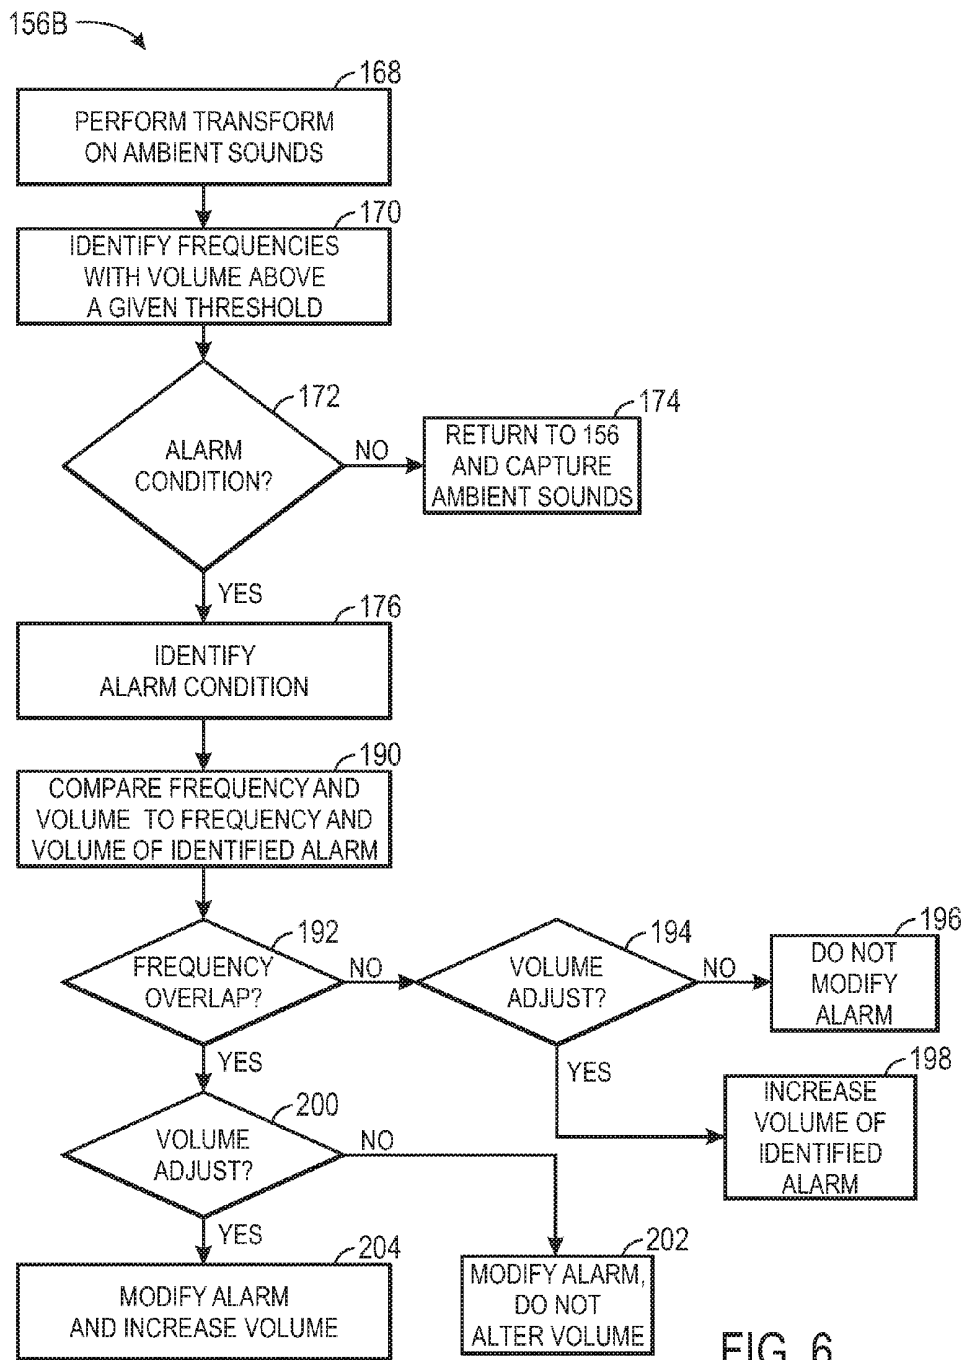 156B
168
PERFORM TRANSFORM
ON AMBIENT SOUNDS
170
IDENTIFY FREQUENCIES
WITH VOLUME ABOVE
A GIVEN THRESHOLD
172
ALARM
CONDITION?
NO
174
RETURN TO 156
AND CAPTURE
AMBIENT SOUNDS
YES
176
IDENTIFY
ALARM CONDITION
190
COMPARE FREQUENCY AND
VOLUME TO FREQUENCY AND
VOLUME OF IDENTIFIED ALARM
192
FREQUENCY
OVERLAP?
NO
194
VOLUME
ADJUST?
NO
196
DO NOT
MODIFY
ALARM
YES
198
INCREASE
VOLUME OF
IDENTIFIED
ALARM
YES
200
VOLUME
ADJUST?
NO
202
MODIFY ALARM,
DO NOT
ALTER VOLUME
YES
204
MODIFY ALARM
AND INCREASE VOLUME
FIG. 6